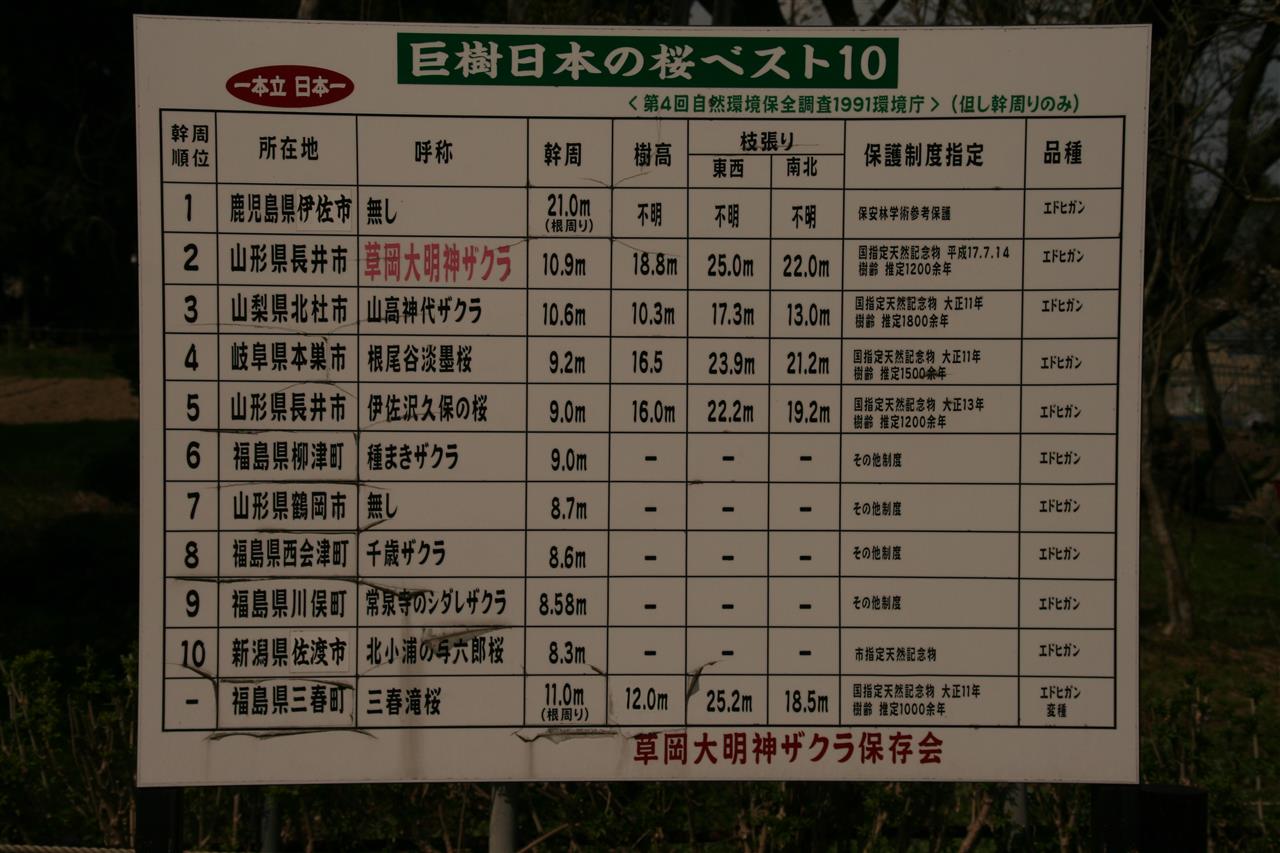 巨樹日本の桜ベスト10
一本立 日本一
＜第4回自然環境保全調査1991環境庁＞（但し幹周りのみ）
幹周順位 所在地 呼称 幹周 樹高 枝張り 東西 南北 保護制度指定 品種
1 鹿児島県伊佐市 無し 21.0m (根周り) 不明 不明 不明 保安林学術参考保護 エドヒガン
2 山形県長井市 草岡大明神ザクラ 10.9m 18.8m 25.0m 22.0m 国指定天然記念物 平成17.7.14 樹齢 推定1200余年 エドヒガン
3 山梨県北杜市 山高神代ザクラ 10.6m 10.3m 17.3m 13.0m 国指定天然記念物 大正11年 樹齢 推定1800余年 エドヒガン
4 岐阜県本巣市 根尾谷淡墨桜 9.2m 16.5 23.9m 21.2m 国指定天然記念物 大正11年 樹齢 推定1500余年 エドヒガン
5 山形県長井市 伊佐沢久保の桜 9.0m 16.0m 22.2m 19.2m 国指定天然記念物 大正13年 樹齢 推定1200余年 エドヒガン
6 福島県柳津町 種まきザクラ 9.0m － － － その他制度 エドヒガン
7 山形県鶴岡市 無し 8.7m － － － その他制度 エドヒガン
8 福島県西会津町 千歳ザクラ 8.6m － － － その他制度 エドヒガン
9 福島県川俣町 常泉寺のシダレザクラ 8.58m － － － その他制度 エドヒガン
10 新潟県佐渡市 北小浦の与六郎桜 8.3m － － － 市指定天然記念物 エドヒガン
－ 福島県三春町 三春滝桜 11.0m (根周り) 12.0m 25.2m 18.5m 国指定天然記念物 大正11年 樹齢 推定1000余年 エドヒガン変種
草岡大明神ザクラ保存会